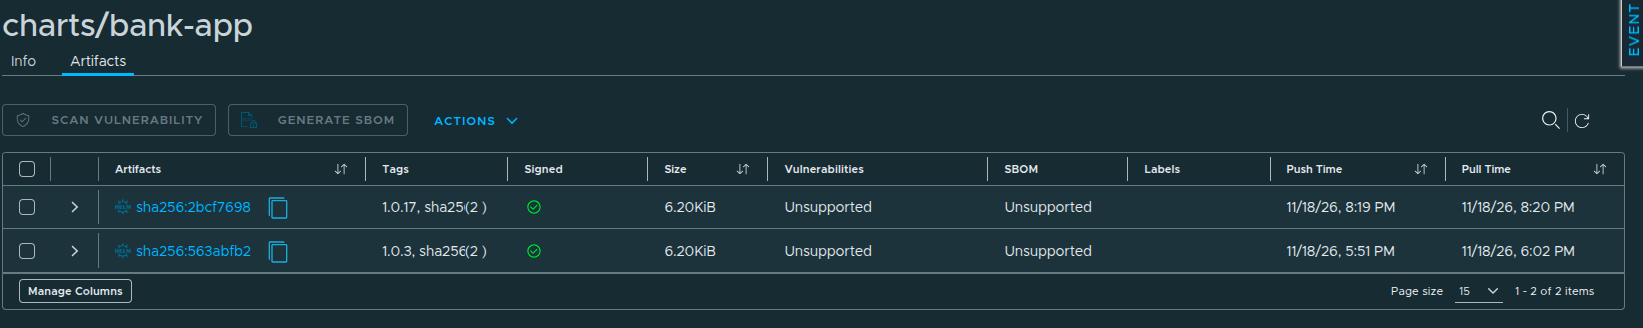 charts/bank-app
EVENT
Info Artifacts
SCAN VULNERABILITY GENERATE SBOM ACTIONS
Artifacts Tags Signed Size Vulnerabilities SBOM Labels Push Time Pull Time
sha256:2bcf7698 1.0.17, sha25(2 ) 6.20KiB Unsupported Unsupported 11/18/26, 8:19 PM 11/18/26, 8:20 PM
sha256:563abfb2 1.0.3, sha256(2 ) 6.20KiB Unsupported Unsupported 11/18/26, 5:51 PM 11/18/26, 6:02 PM
Manage Columns Page size 15 1 - 2 of 2 items